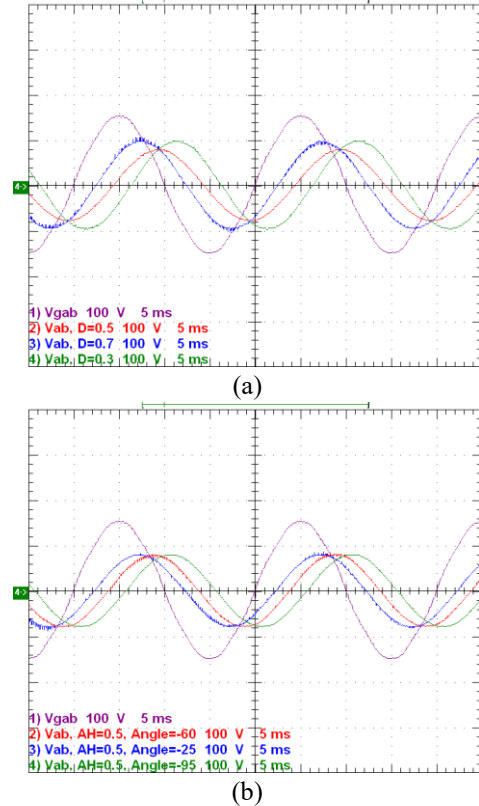 4
1) Vgab 100 V 5 ms
2) Vab, D=0.5 100 V 5 ms
3) Vab, D=0.7 100 V 5 ms
4) Vab, D=0.3 100 V 5 ms
(a)
4
1) Vgab 100 V 5 ms
2) Vab, AH=0.5, Angle=-60 100 V 5 ms
3) Vab, AH=0.5, Angle=-25 100 V 5 ms
4) Vab, AH=0.5, Angle=-95 100 V 5 ms
(b)